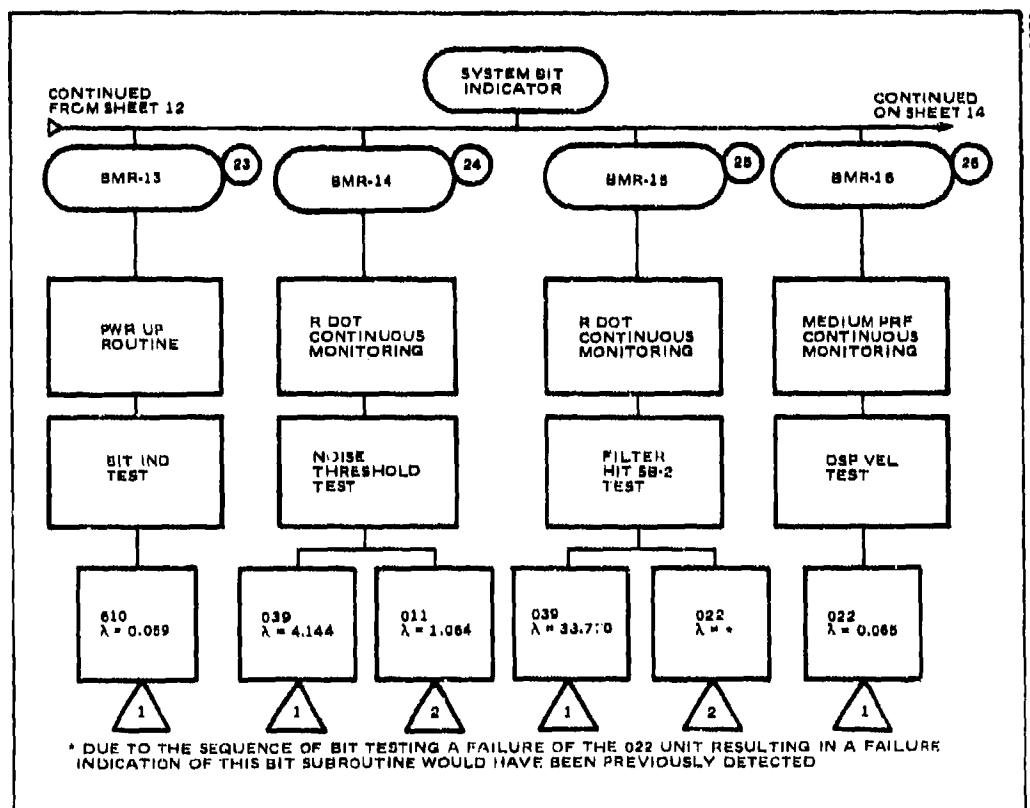 SYSTEM BIT
INDICATOR
CONTINUED
FROM SHEET 12
CONTINUED
ON SHEET 14
BMR-13
23
BMR-14
24
BMR-15
25
BMR-16
26
PWR UP
ROUTINE
R DOT
CONTINUOUS
MONITORING
R DOT
CONTINUOUS
MONITORING
MEDIUM PRF
CONTINUOUS
MONITORING
BIT IND
TEST
NOISE
THRESHOLD
TEST
FILTER
HIT SB-2
TEST
DSP VEL
TEST
610
λ = 0.059
039
λ = 4.144
011
λ = 1.064
039
022
λ = *
022
λ = 0.065
1
1
2
1
2
1
* DUE TO THE SEQUENCE OF BIT TESTING A FAILURE OF THE 022 UNIT RESULTING IN A FAILURE
INDICATION OF THIS BIT SUBROUTINE WOULD HAVE BEEN PREVIOUSLY DETECTED